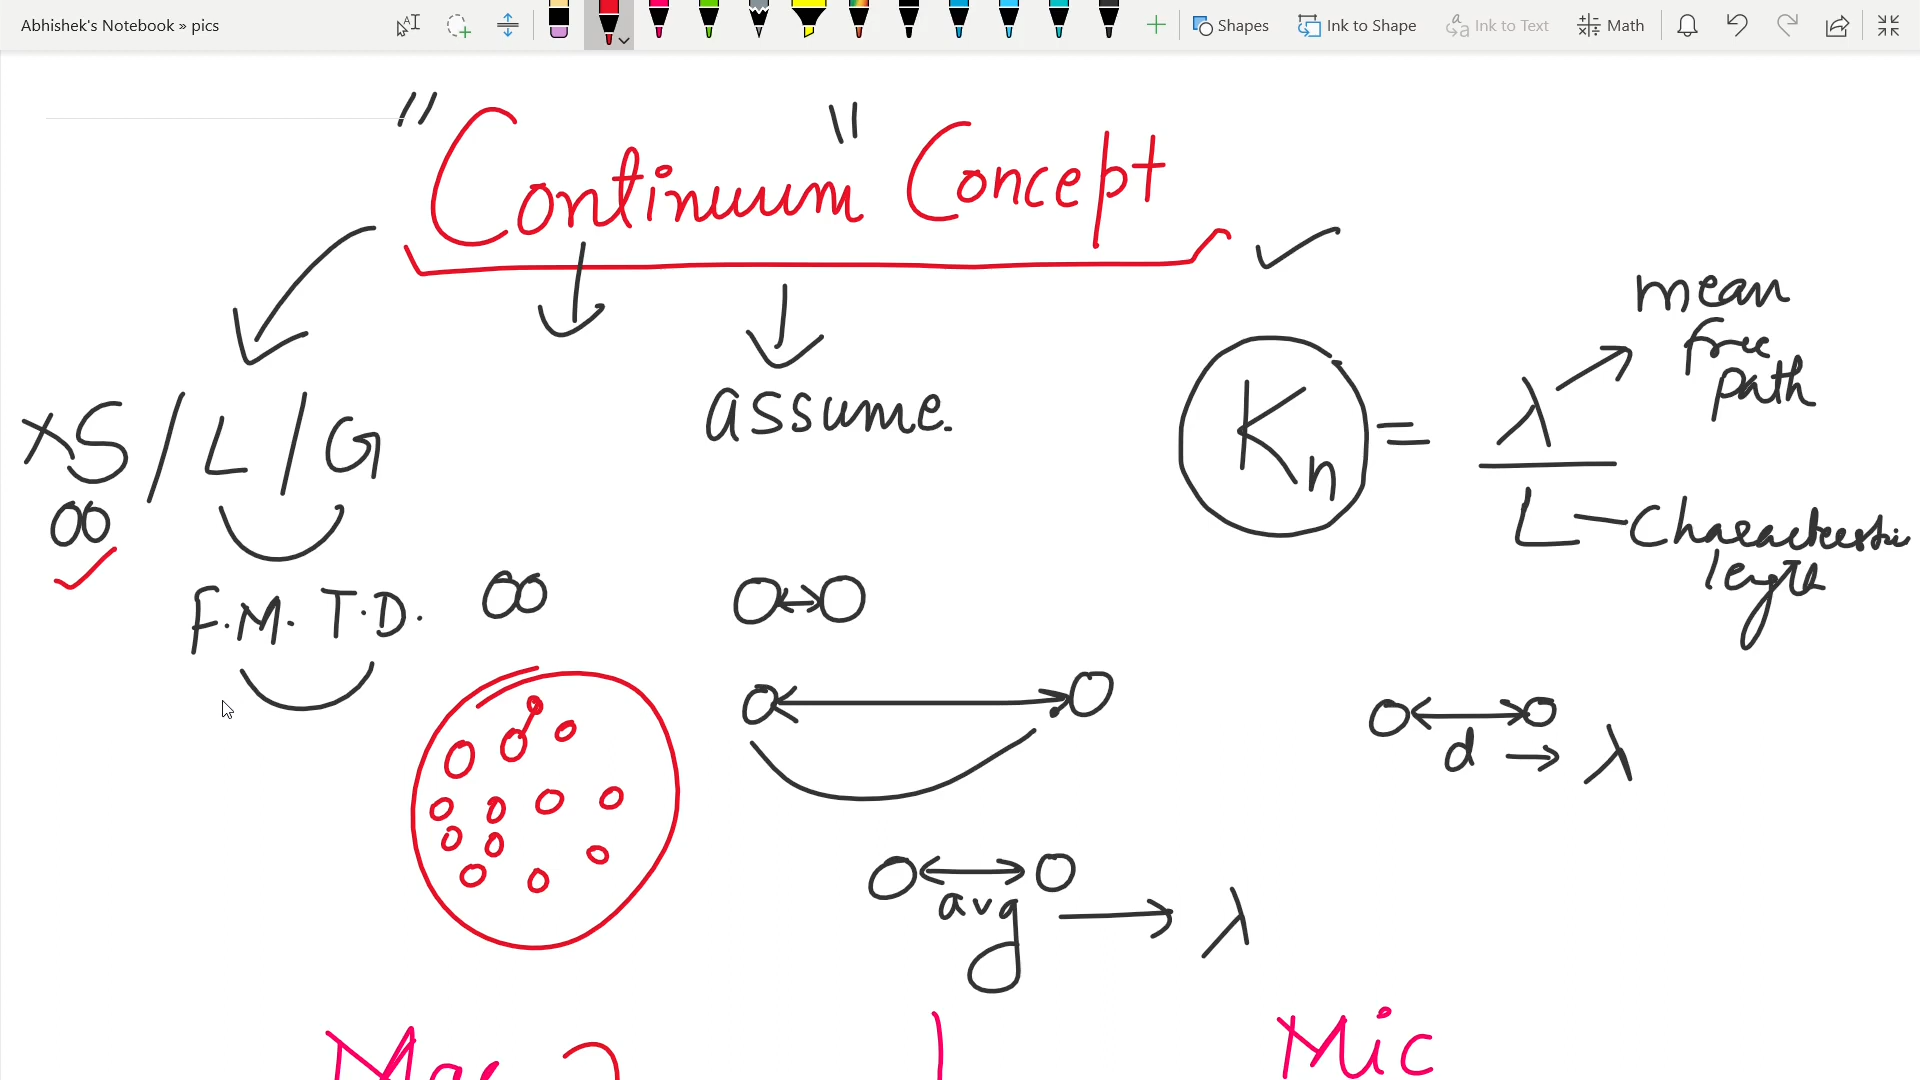 Abhishek's Notebook » pics
Shapes
Ink to Shape
Ink to Text
Math
"Continuum" Concept
assume.
S / L / G
F.M. T.D.
Kn = λ / L
mean
free
path
Characteristic
length
d → λ
avg → λ
Mic